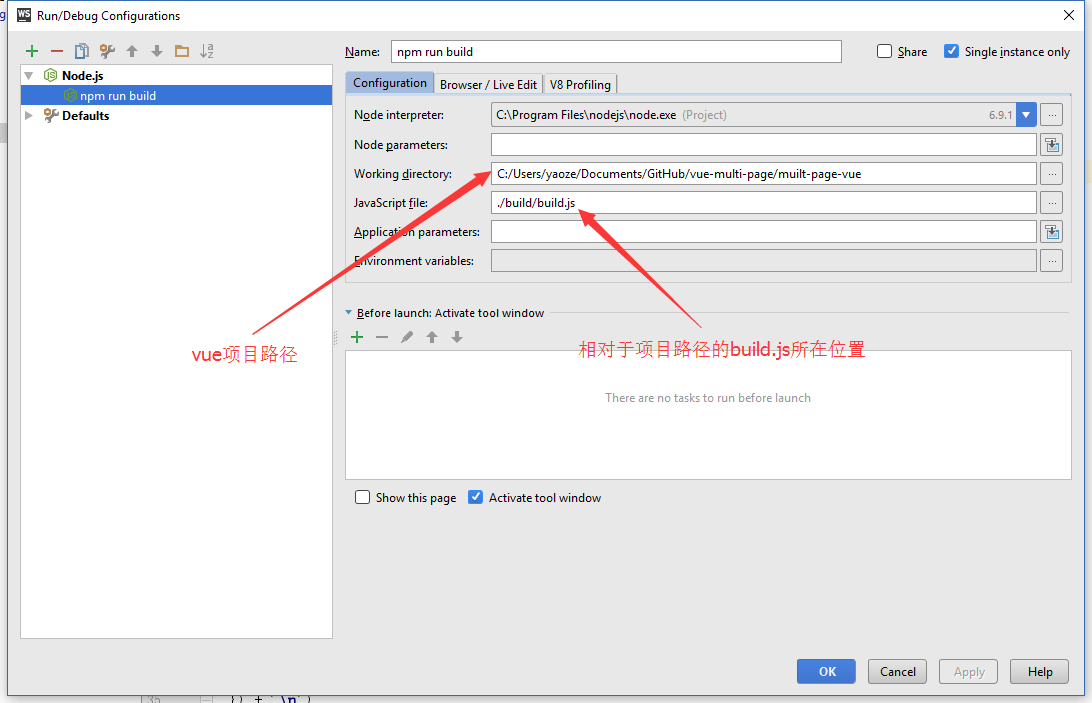 WS Run/Debug Configurations
Name: npm run build
Share
Single instance only
Node.js
npm run build
Defaults
Configuration
Browser / Live Edit
V8 Profiling
Node interpreter: C:\Program Files\nodejs\node.exe (Project) 6.9.1
Node parameters:
Working directory: C:/Users/yaoze/Documents/GitHub/vue-multi-page/muilt-page-vue
JavaScript file: ./build/build.js
Application parameters:
Environment variables:
Before launch: Activate tool window
vue项目路径
相对于项目路径的build.js所在位置
There are no tasks to run before launch
Show this page
Activate tool window
OK
Cancel
Apply
Help
35